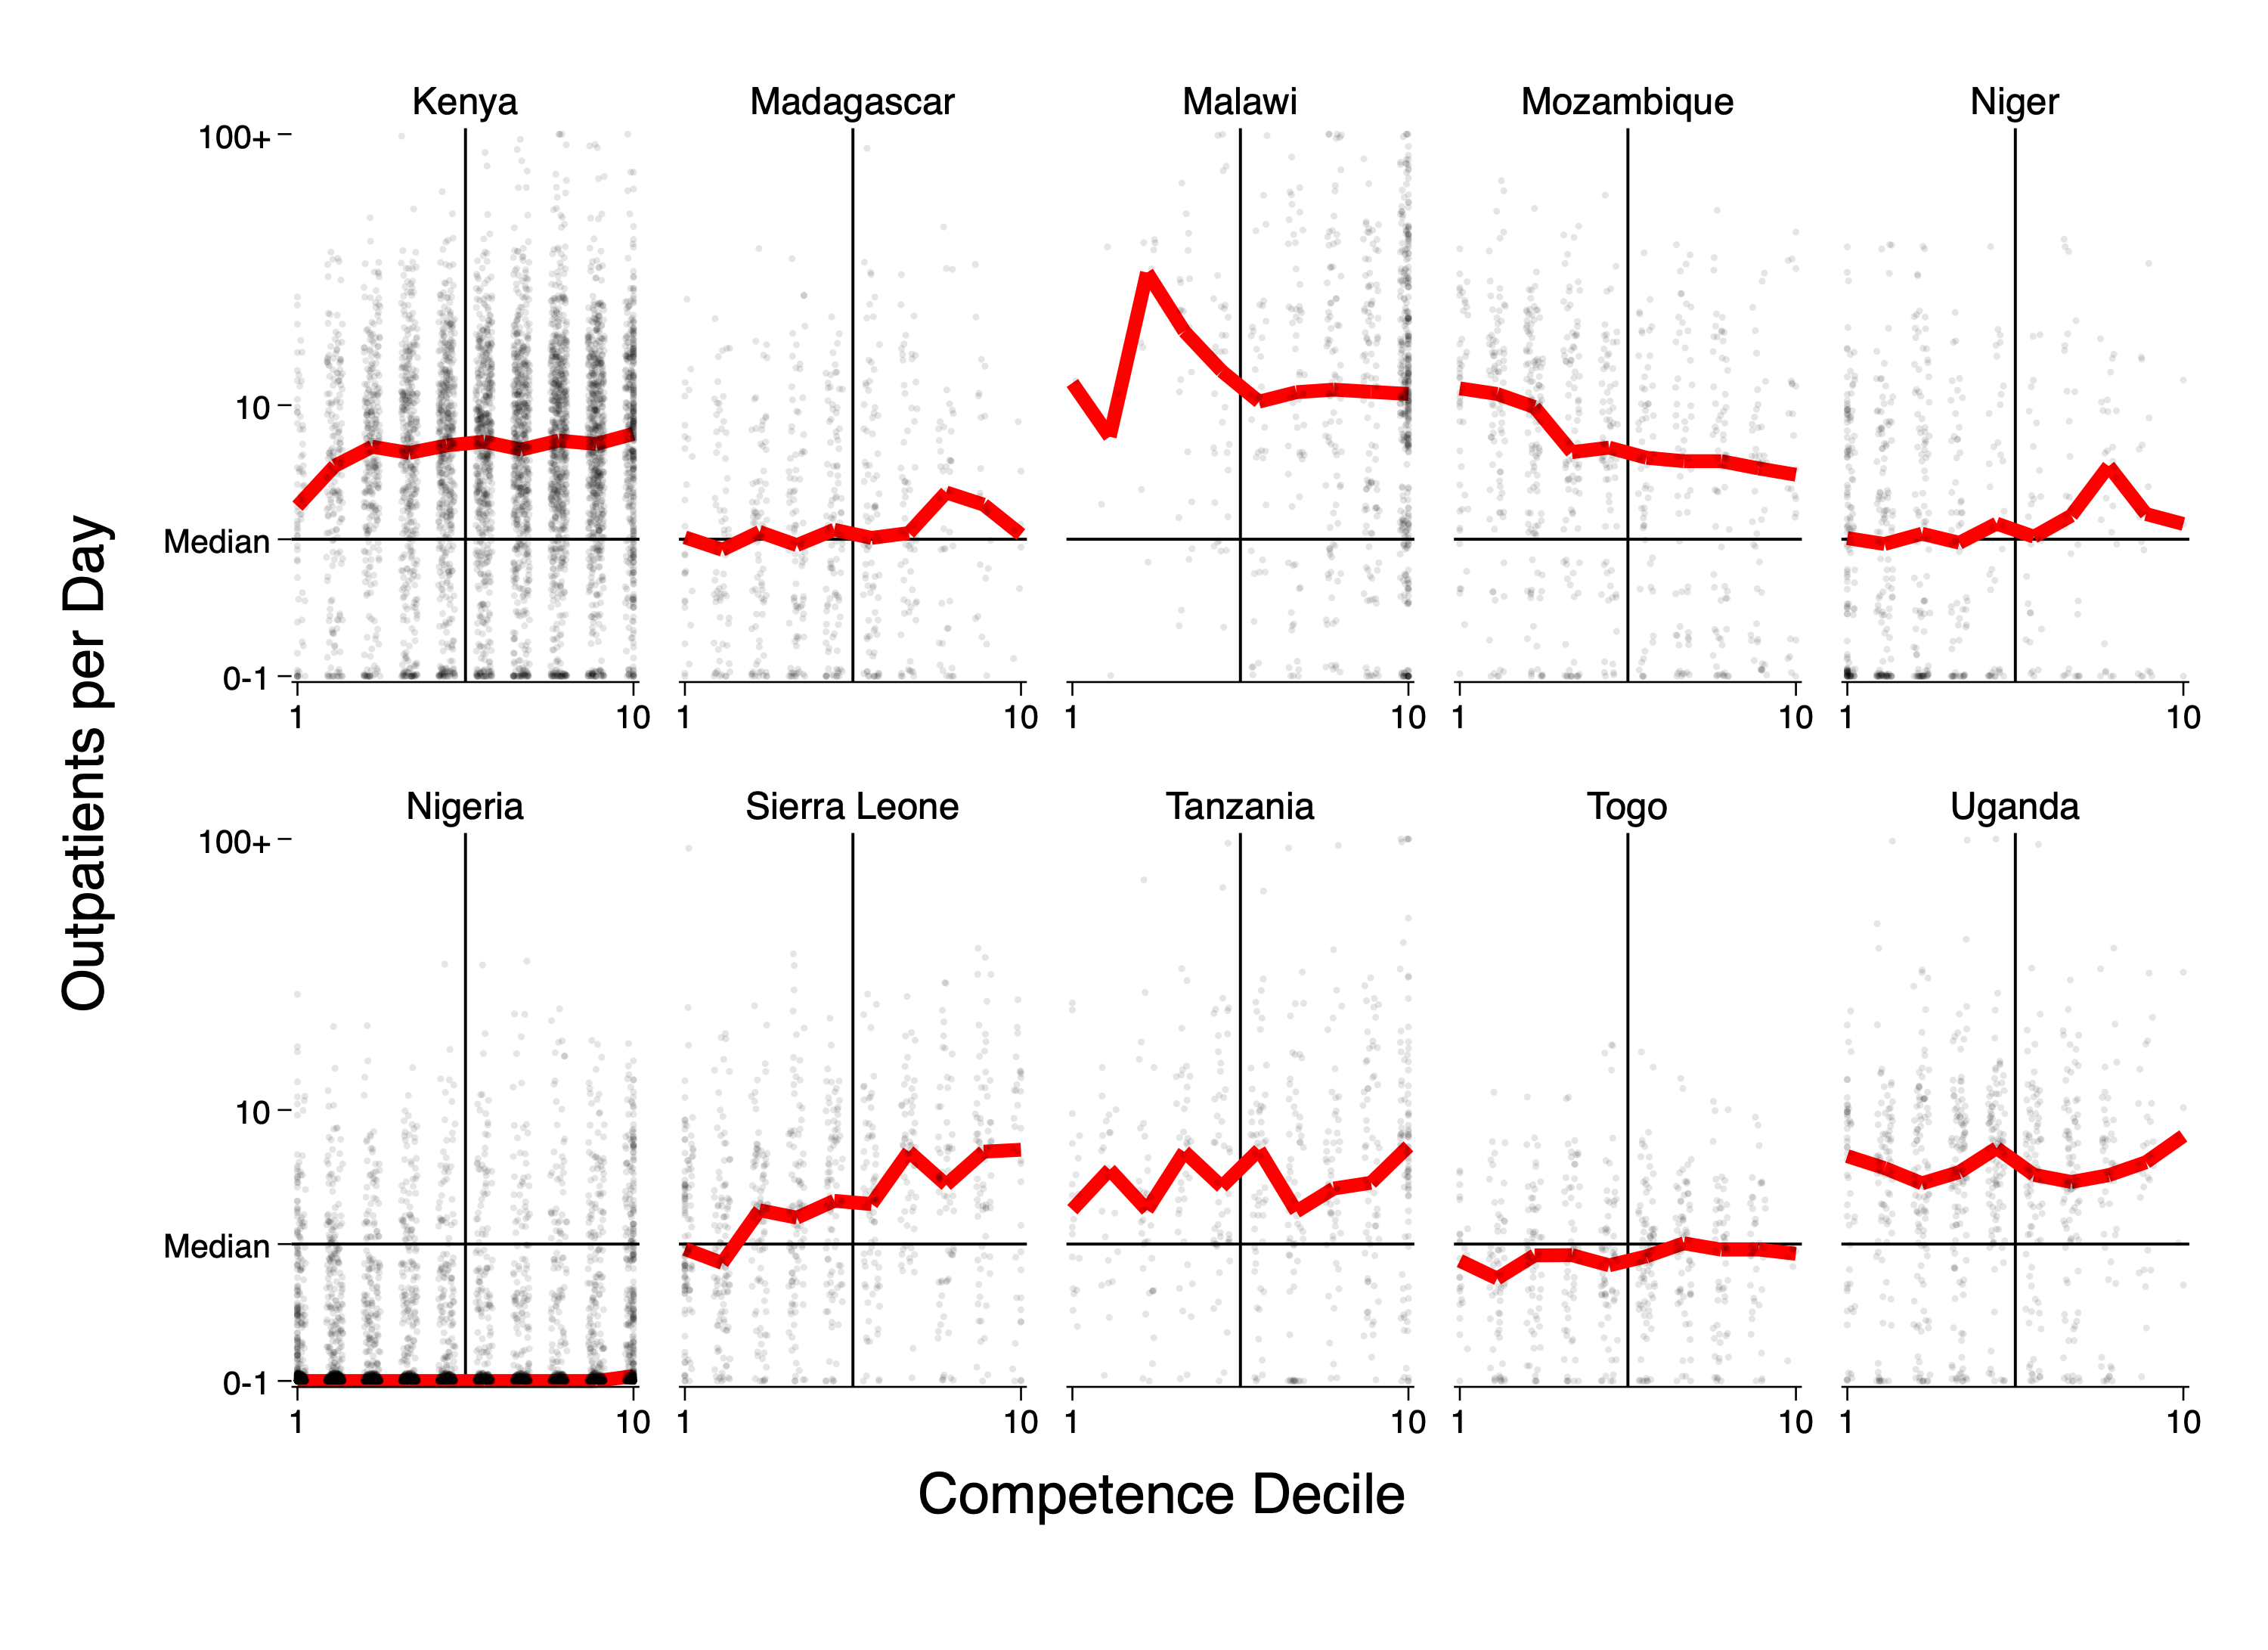 Kenya Madagascar Malawi Mozambique Niger
100+
10
Median
0-1
1 10 1 10 1 10 1 10 1 10
Outpatients per Day
Nigeria Sierra Leone Tanzania Togo Uganda
100+
10
Median
0-1
1 10 1 10 1 10 1 10 1 10
Competence Decile